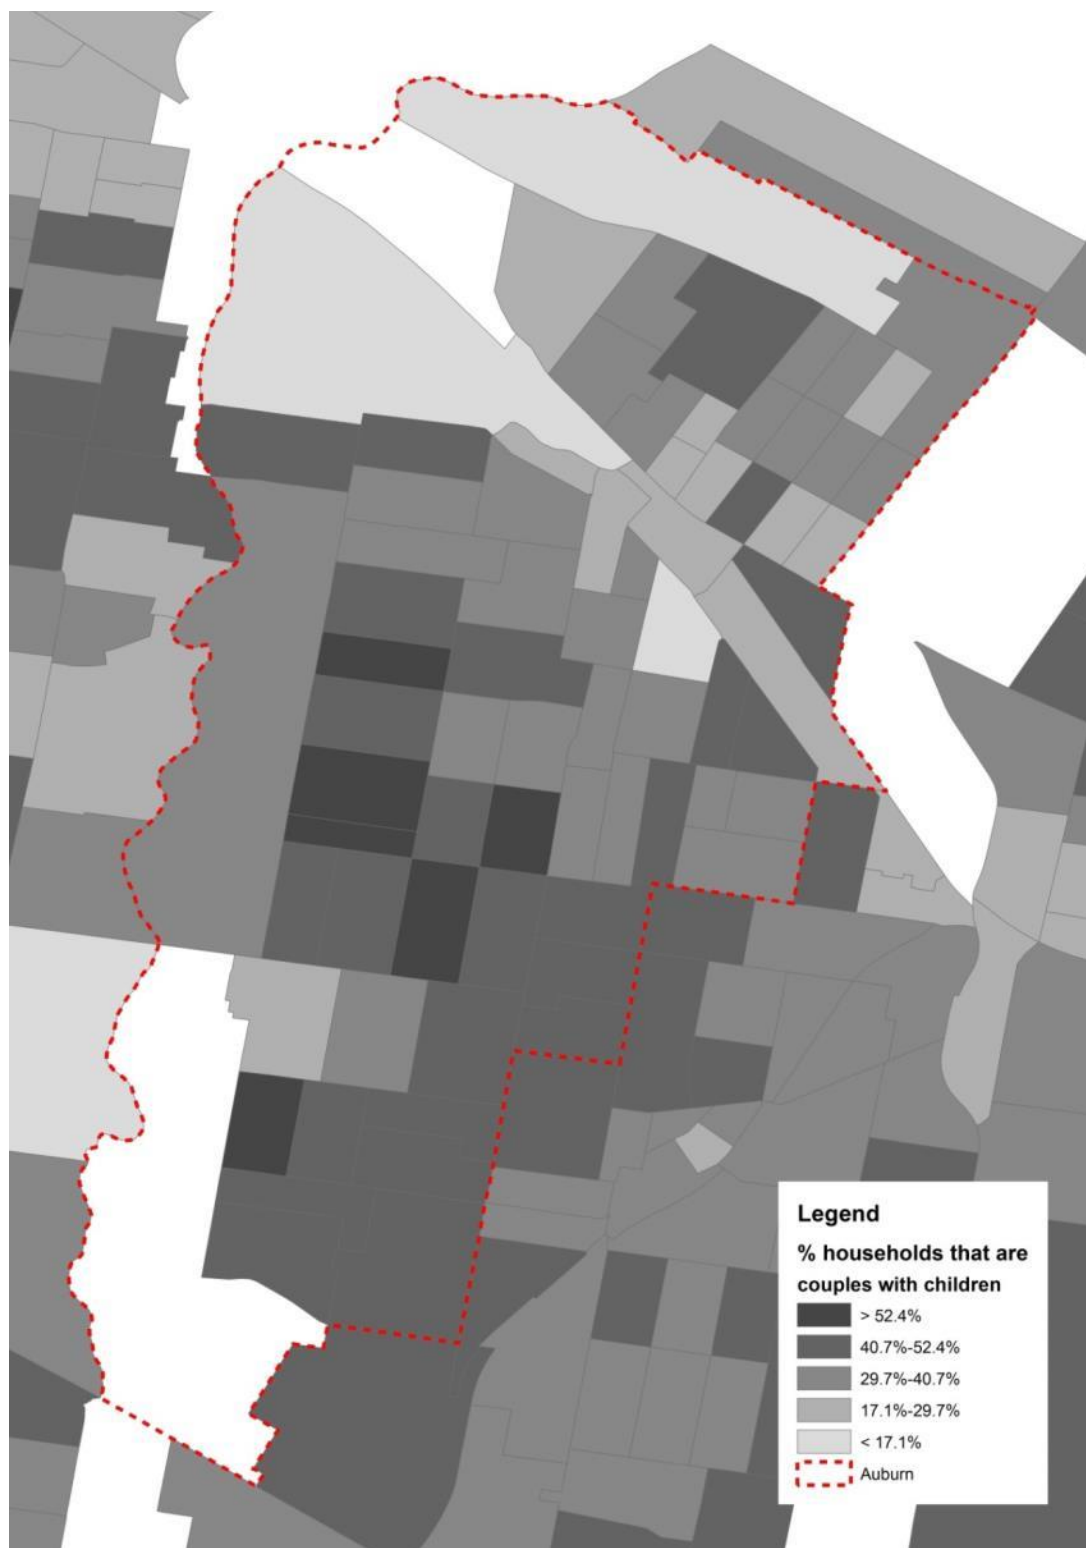 Legend
% households that are
couples with children
> 52.4%
40.7%-52.4%
29.7%-40.7%
17.1%-29.7%
< 17.1%
Auburn